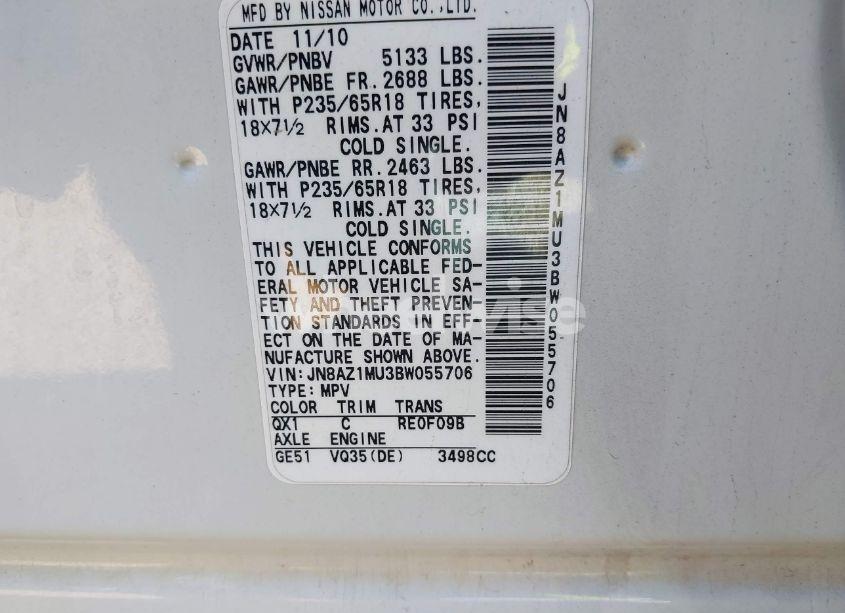 MFD BY NISSAN MOTOR CO.,LTD.
DATE 11/10
GVWR/PNBV 5133 LBS.
GAWR/PNBE FR. 2688 LBS.
WITH P235/65R18 TIRES,
18X7½ RIMS.AT 33 PSI
COLD SINGLE.
GAWR/PNBE RR. 2463 LBS.
WITH P235/65R18 TIRES,
18X7½ RIMS.AT 33 PSI
COLD SINGLE.
THIS VEHICLE CONFORMS
TO ALL APPLICABLE FED-
ERAL MOTOR VEHICLE SA-
FETY AND THEFT PREVEN-
TION STANDARDS IN EFF-
ECT ON THE DATE OF MA-
NUFACTURE SHOWN ABOVE.
VIN:JN8AZ1MU3BW055706
TYPE:MPV
COLOR TRIM TRANS
QX1 C RE0F09B
AXLE ENGINE
GE51 VQ35(DE) 3498CC
JN8AZ1MU3BW055706